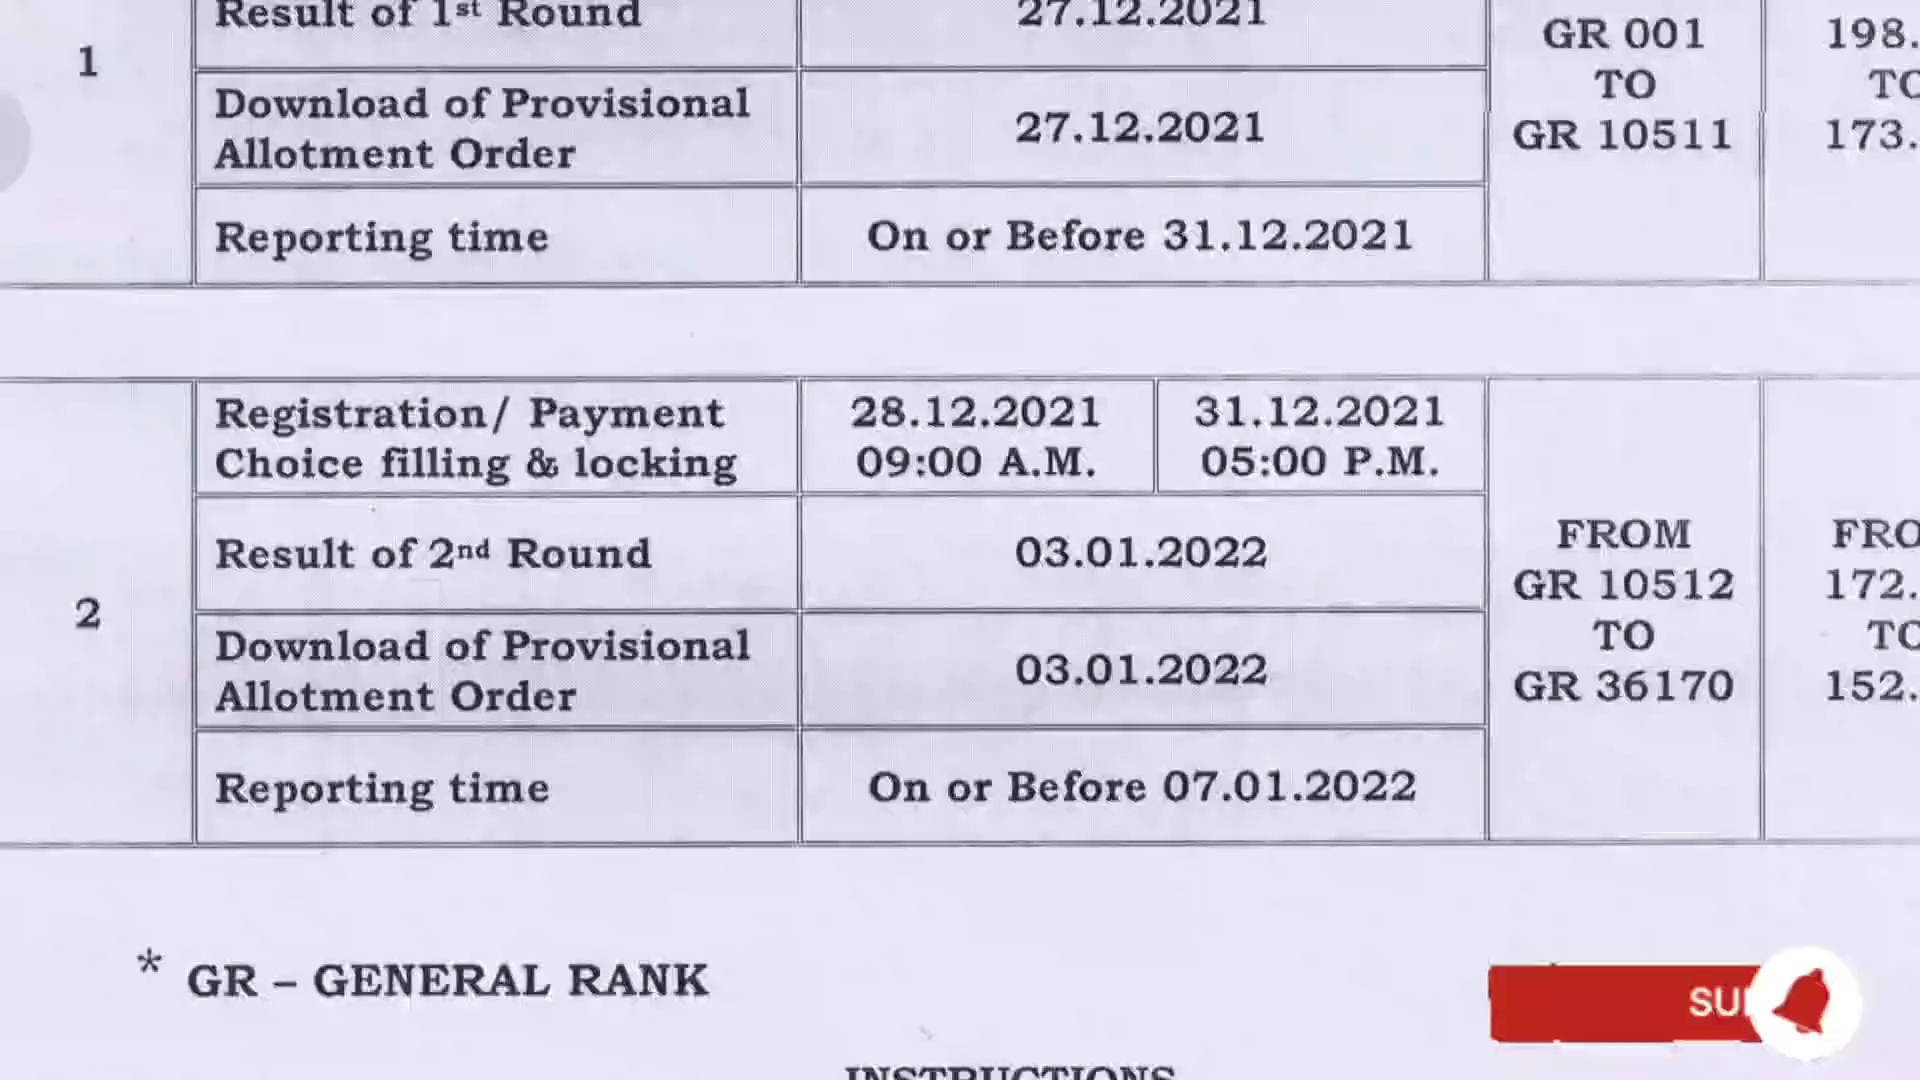 1
Result of 1st Round
27.12.2021
Download of Provisional
Allotment Order
27.12.2021
Reporting time
On or Before 31.12.2021
GR 001
TO
GR 10511
198.
TO
173.
2
Registration/ Payment
Choice filling & locking
28.12.2021
09:00 A.M.
31.12.2021
05:00 P.M.
Result of 2nd Round
03.01.2022
Download of Provisional
Allotment Order
03.01.2022
Reporting time
On or Before 07.01.2022
FROM
GR 10512
TO
GR 36170
FRO
172.
TO
152.
* GR – GENERAL RANK
SU
INSTRUCTIONS